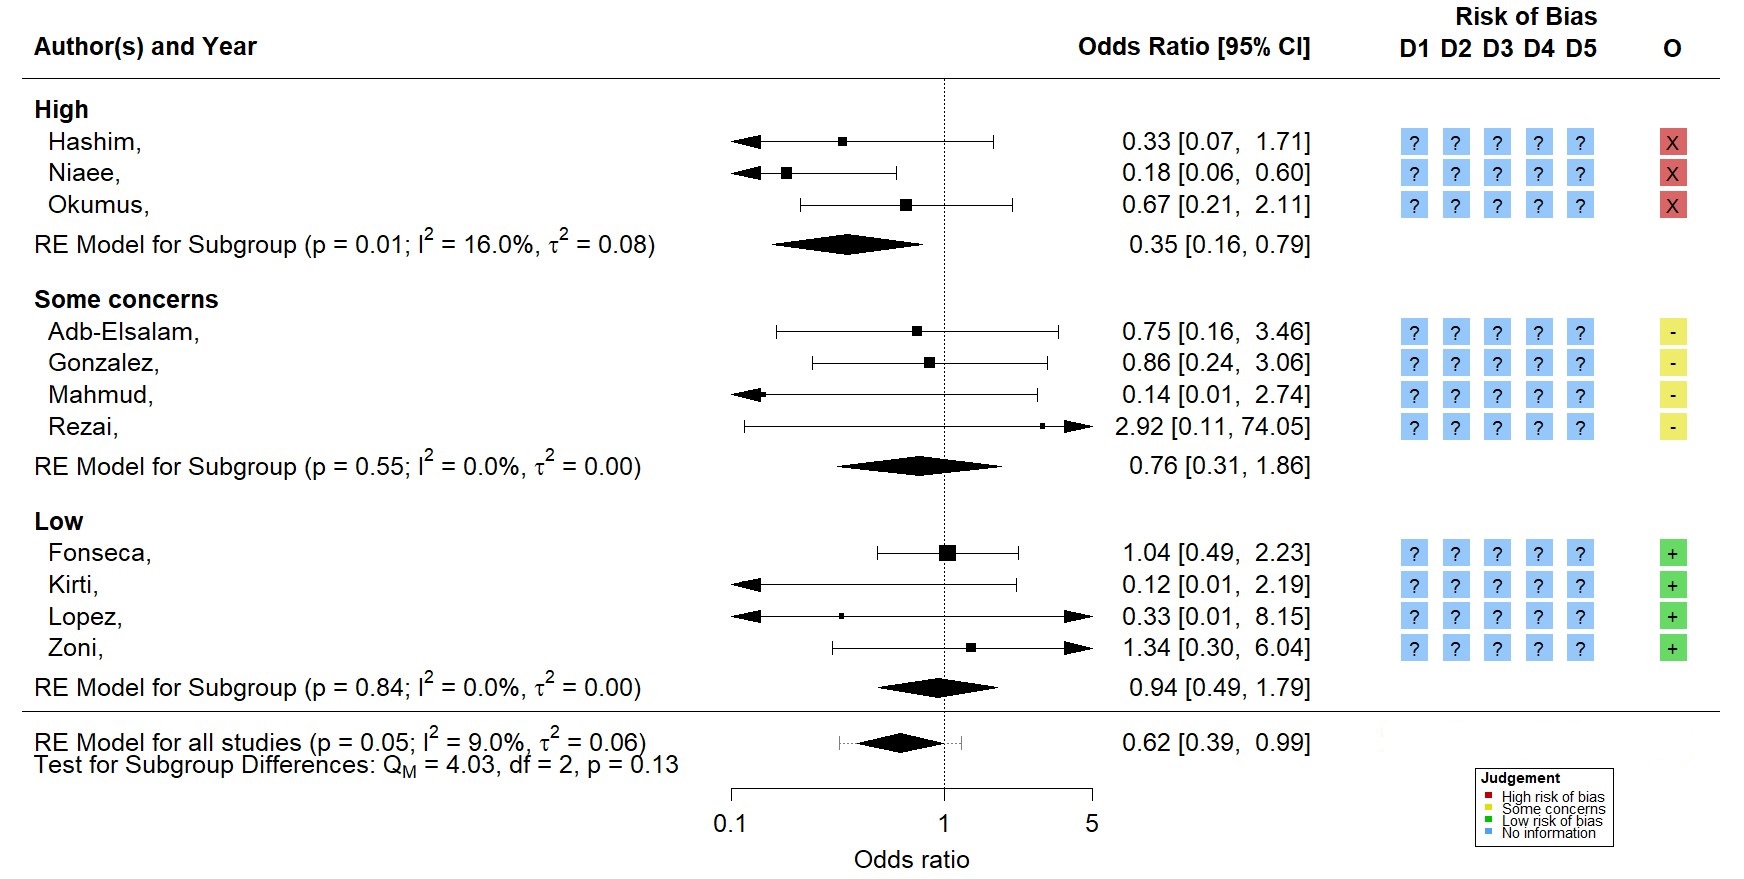 Risk of Bias
Author(s) and Year Odds Ratio [95% CI] D1 D2 D3 D4 D5 O
High
Hashim, 0.33 [0.07, 1.71] ? ? ? ? ? X
Niaee, 0.18 [0.06, 0.60] ? ? ? ? ? X
Okumus, 0.67 [0.21, 2.11] ? ? ? ? ? X
RE Model for Subgroup (p = 0.01; I² = 16.0%, τ² = 0.08) 0.35 [0.16, 0.79]
Some concerns
Adb-Elsalam, 0.75 [0.16, 3.46] ? ? ? ? ? -
Gonzalez, 0.86 [0.24, 3.06] ? ? ? ? ? -
Mahmud, 0.14 [0.01, 2.74] ? ? ? ? ? -
Rezai, 2.92 [0.11, 74.05] ? ? ? ? ? -
RE Model for Subgroup (p = 0.55; I² = 0.0%, τ² = 0.00) 0.76 [0.31, 1.86]
Low
Fonseca, 1.04 [0.49, 2.23] ? ? ? ? ? +
Kirti, 0.12 [0.01, 2.19] ? ? ? ? ? +
Lopez, 0.33 [0.01, 8.15] ? ? ? ? ? +
Zoni, 1.34 [0.30, 6.04] ? ? ? ? ? +
RE Model for Subgroup (p = 0.84; I² = 0.0%, τ² = 0.00) 0.94 [0.49, 1.79]
RE Model for all studies (p = 0.05; I² = 9.0%, τ² = 0.06) 0.62 [0.39, 0.99]
Test for Subgroup Differences: Q_M = 4.03, df = 2, p = 0.13
0.1 1 5
Odds ratio
Judgement
High risk of bias
Some concerns
Low risk of bias
No information